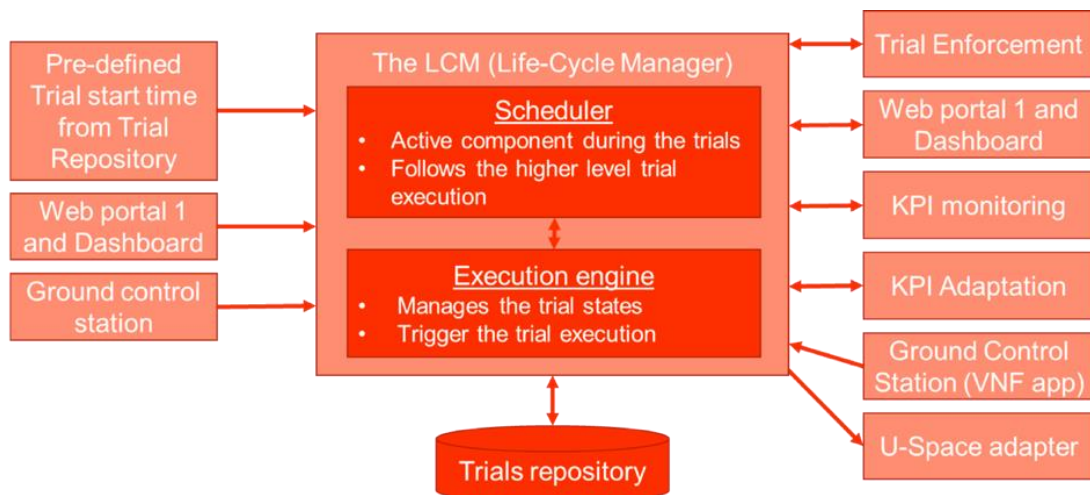 Pre-defined
Trial start time
from Trial
Repository
Web portal 1
and Dashboard
Ground control
station
The LCM (Life-Cycle Manager)
Scheduler
• Active component during the trials
• Follows the higher level trial
execution
Execution engine
• Manages the trial states
• Trigger the trial execution
Trials repository
Trial Enforcement
Web portal 1 and
Dashboard
KPI monitoring
KPI Adaptation
Ground Control
Station (VNF app)
U-Space adapter